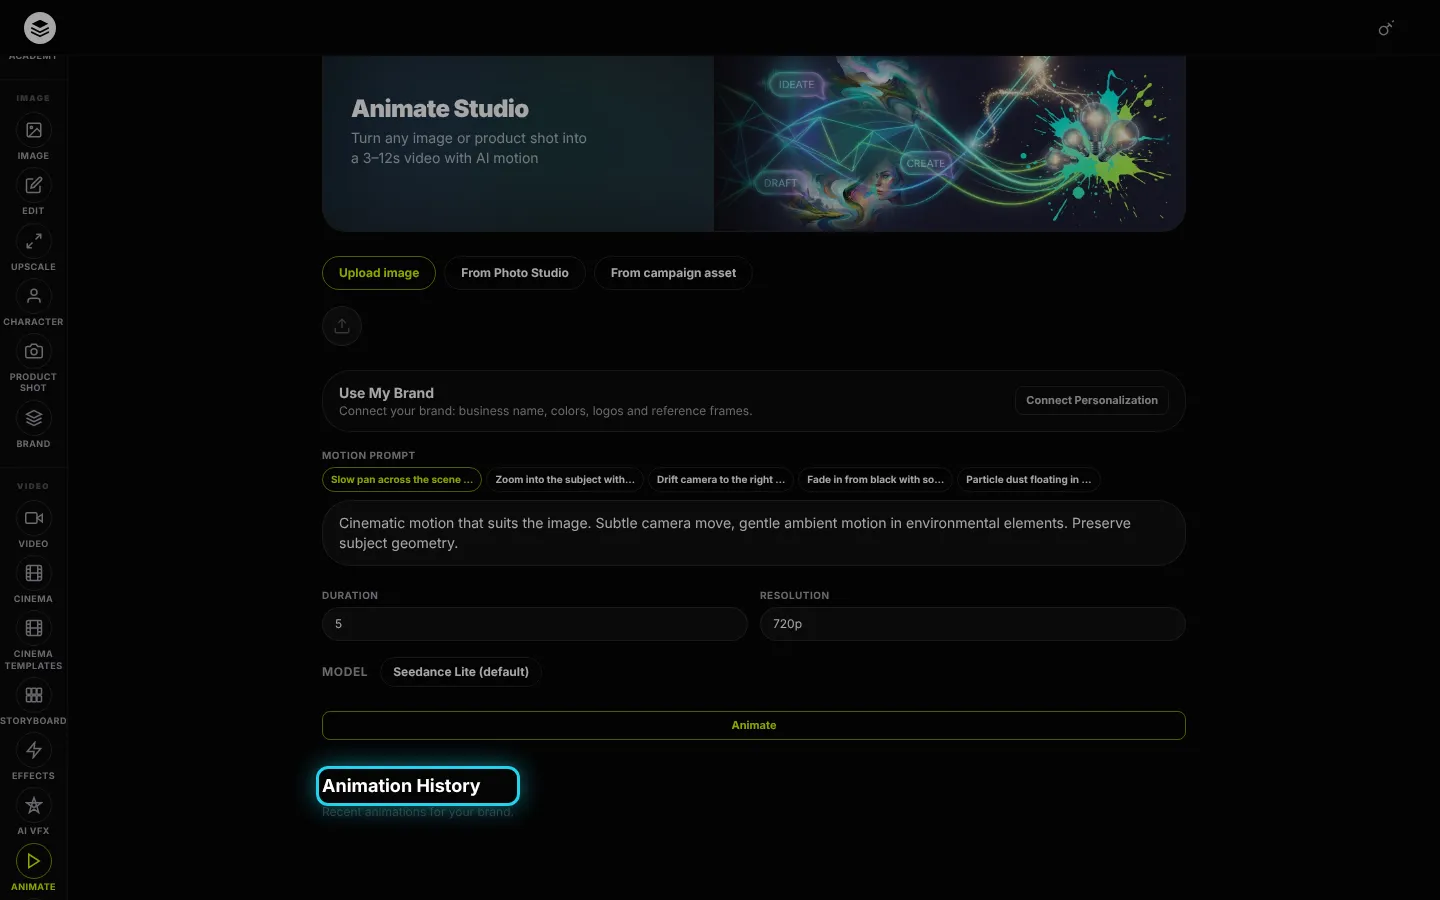 ACADEMY
IMAGE
IMAGE
EDIT
UPSCALE
CHARACTER
PRODUCT
SHOT
BRAND
VIDEO
VIDEO
CINEMA
CINEMA
TEMPLATES
STORYBOARD
EFFECTS
AI VFX
ANIMATE
Animate Studio
Turn any image or product shot into
a 3–12s video with AI motion
IDEATE
CREATE
DRAFT
Upload image
From Photo Studio
From campaign asset
Use My Brand
Connect your brand: business name, colors, logos and reference frames.
Connect Personalization
MOTION PROMPT
Slow pan across the scene ...
Zoom into the subject with...
Drift camera to the right ...
Fade in from black with so...
Particle dust floating in ...
Cinematic motion that suits the image. Subtle camera move, gentle ambient motion in environmental elements. Preserve
subject geometry.
DURATION
RESOLUTION
5
720p
MODEL
Seedance Lite (default)
Animate
Animation History
Recent animations for your brand.